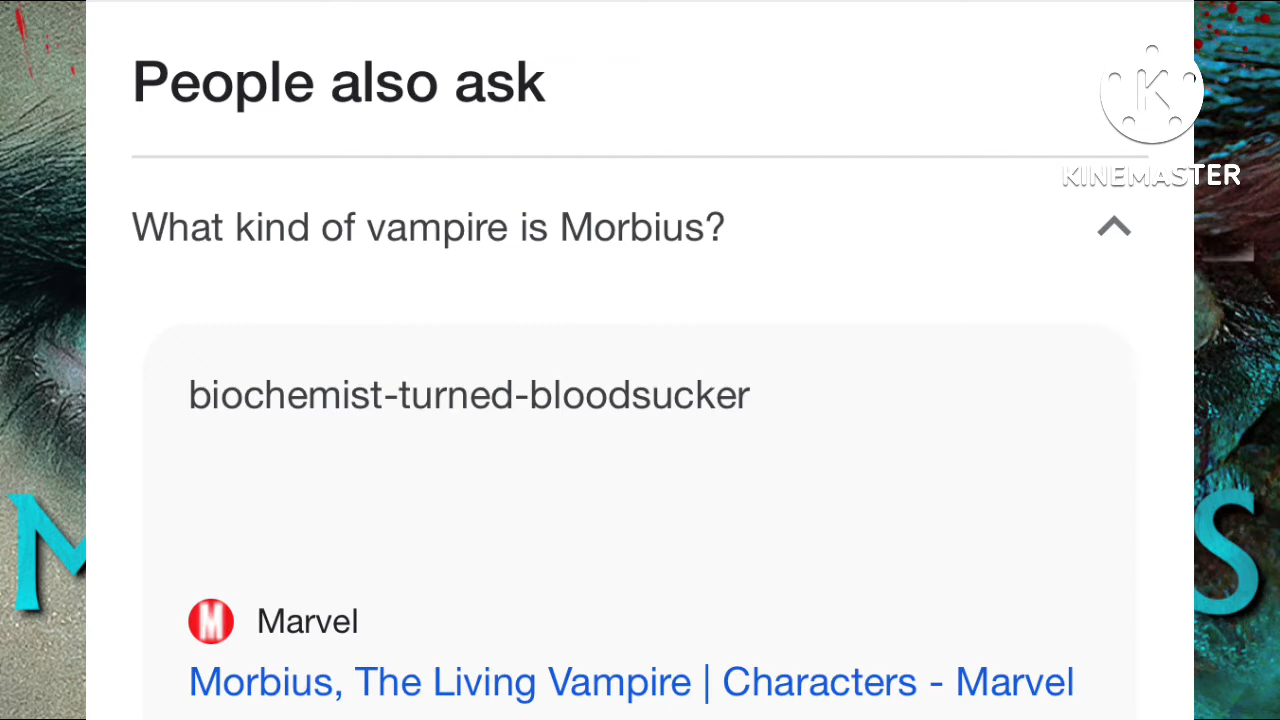 People also ask
KINEMASTER
What kind of vampire is Morbius?
biochemist-turned-bloodsucker
M S
Marvel
Morbius, The Living Vampire | Characters - Marvel